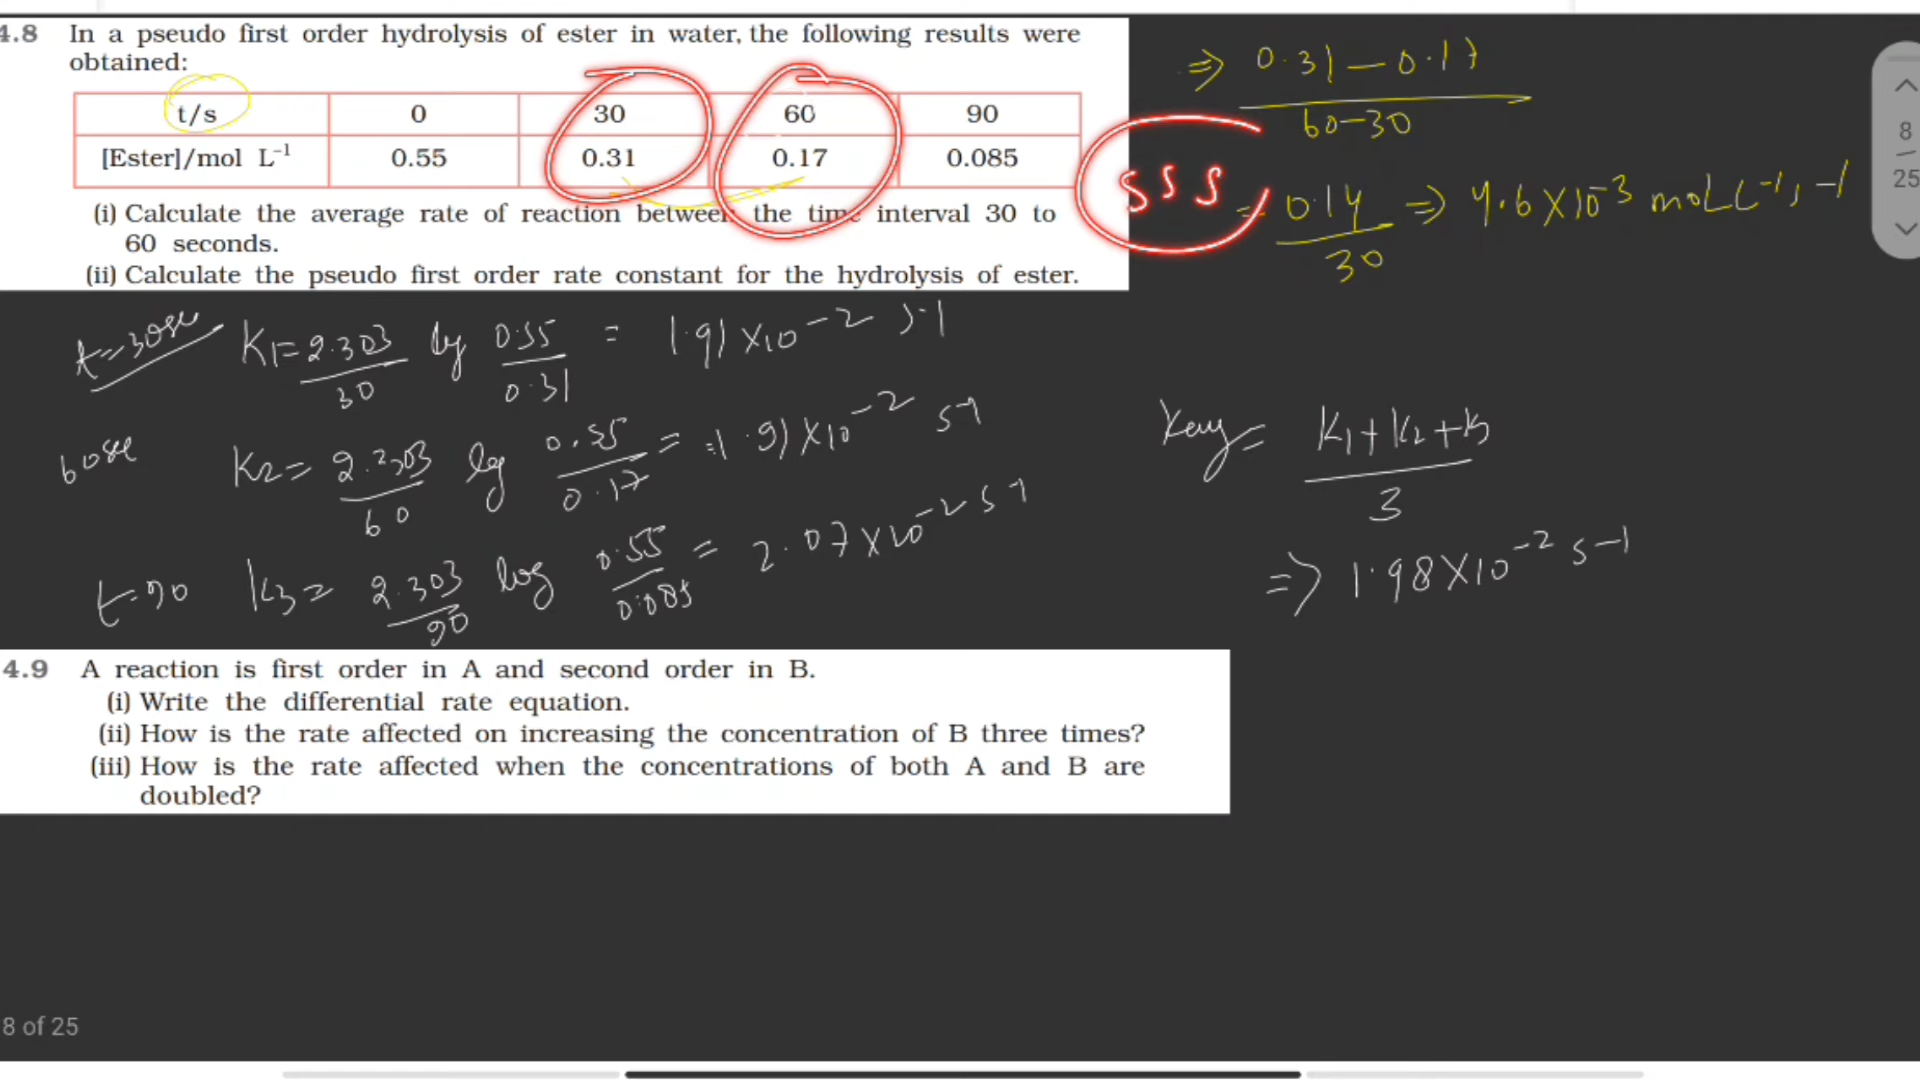 4.8 In a pseudo first order hydrolysis of ester in water, the following results were
obtained:
t/s 0 30 60 90
[Ester]/mol L⁻¹ 0.55 0.31 0.17 0.085
(i) Calculate the average rate of reaction between the time interval 30 to
60 seconds.
(ii) Calculate the pseudo first order rate constant for the hydrolysis of ester.
⇒ 0.31 — 0.17
60-30
SSS
= 0.14 ⇒ 4.6 X 10⁻³ mol L⁻¹ s⁻¹
30
t=30sec K1= 2.303 log 0.55 = 1.91 X10⁻² s-1
30 0.31
60sec K2= 2.303 log 0.55 = 1.91 X10⁻² s-1
60 0.17
t=90 k3= 2.303 log 0.55 = 2.07 X 10⁻² s-1
90 0.085
Kavg= K1+K2+K3
3
⇒ 1.98 X10⁻² s-1
4.9 A reaction is first order in A and second order in B.
(i) Write the differential rate equation.
(ii) How is the rate affected on increasing the concentration of B three times?
(iii) How is the rate affected when the concentrations of both A and B are
doubled?
8
25
8 of 25